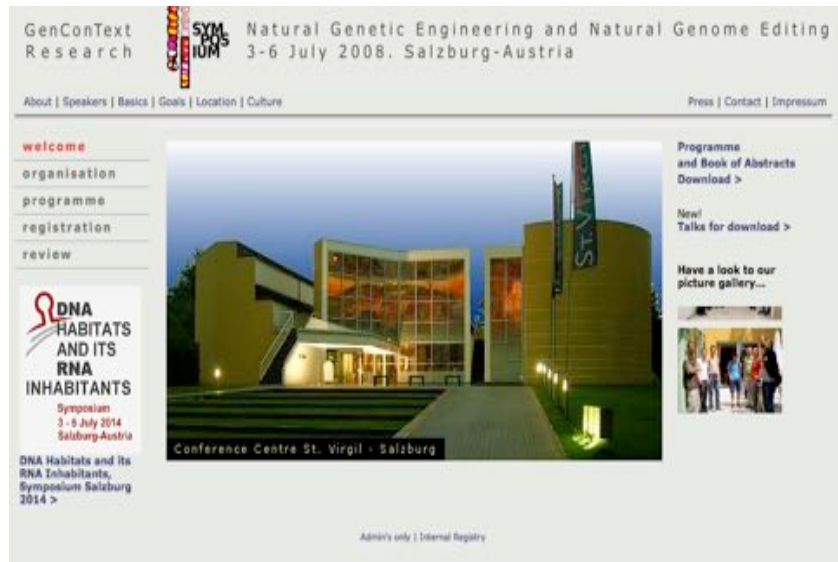 GenConText
Research
SYM
POS
IUM
Natural Genetic Engineering and Natural Genome Editing
3-6 July 2008. Salzburg-Austria
About | Speakers | Basics | Goals | Location | Culture
Press | Contact | Impressum
welcome
organisation
programme
registration
review
DNA
HABITATS
AND ITS
RNA
INHABITANTS
Symposium
3 - 6 July 2014
Salzburg-Austria
DNA Habitats and its
RNA Inhabitants,
Symposium Salzburg
2014 >
ST. VIRGIL
Conference Centre St. Virgil - Salzburg
Programme
and Book of Abstracts
Download >
New!
Talks for download >
Have a look to our
picture gallery...
Admin's only | Internal Registry